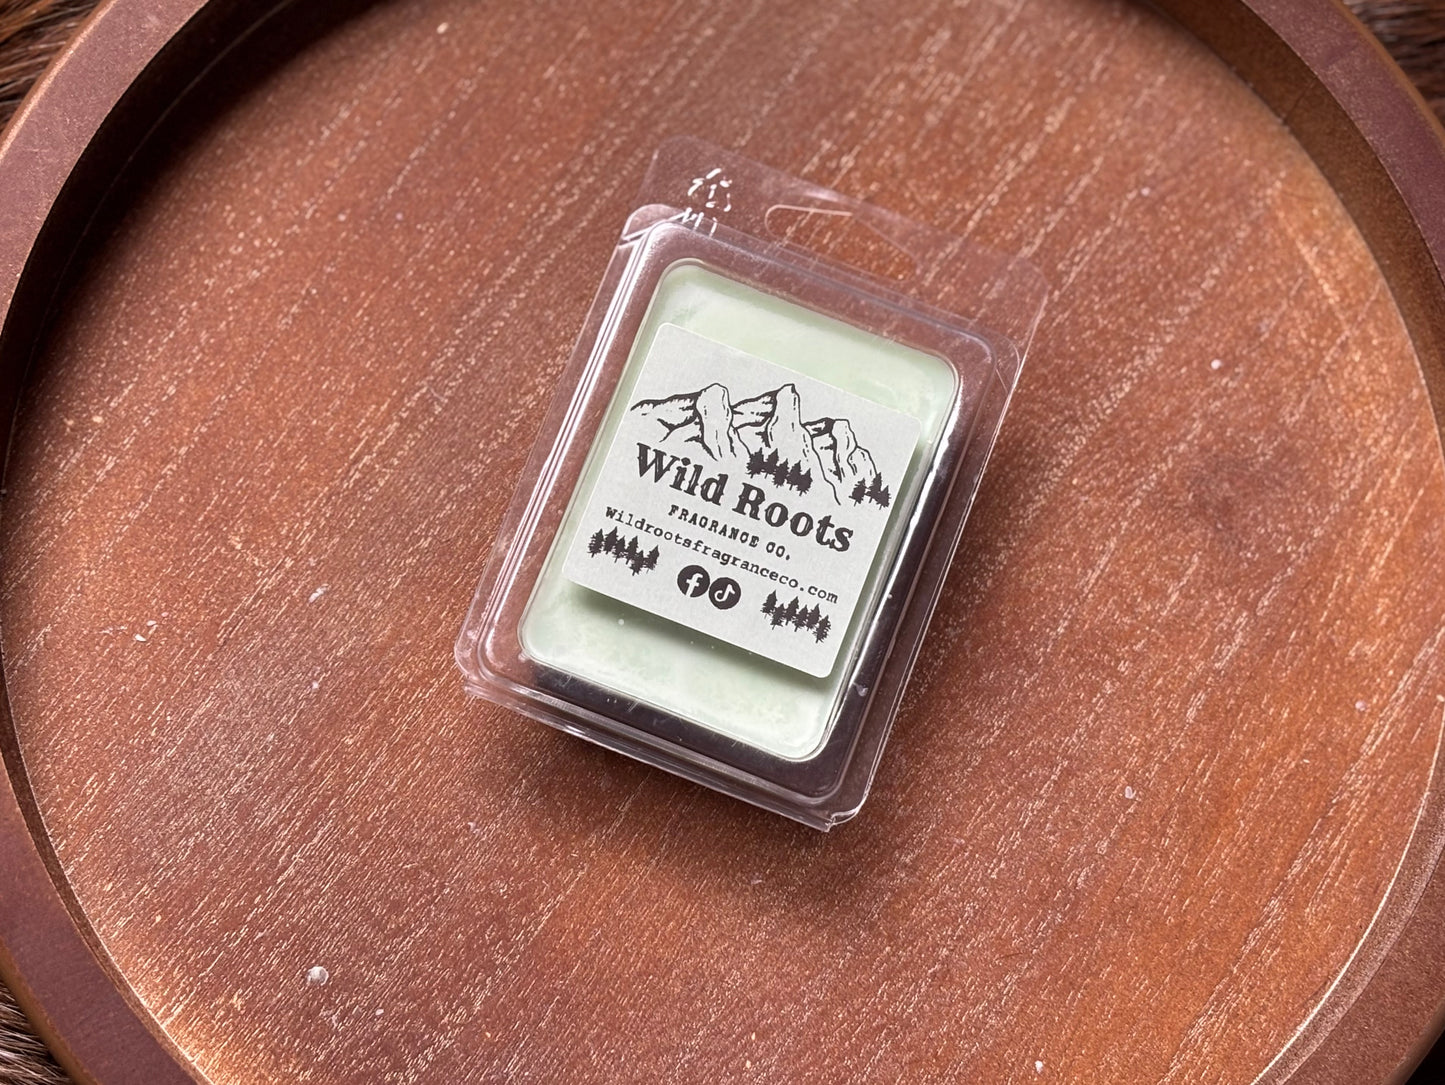 Wild Roots
FRAGRANCE CO.
Wildrootsfragranceco.com